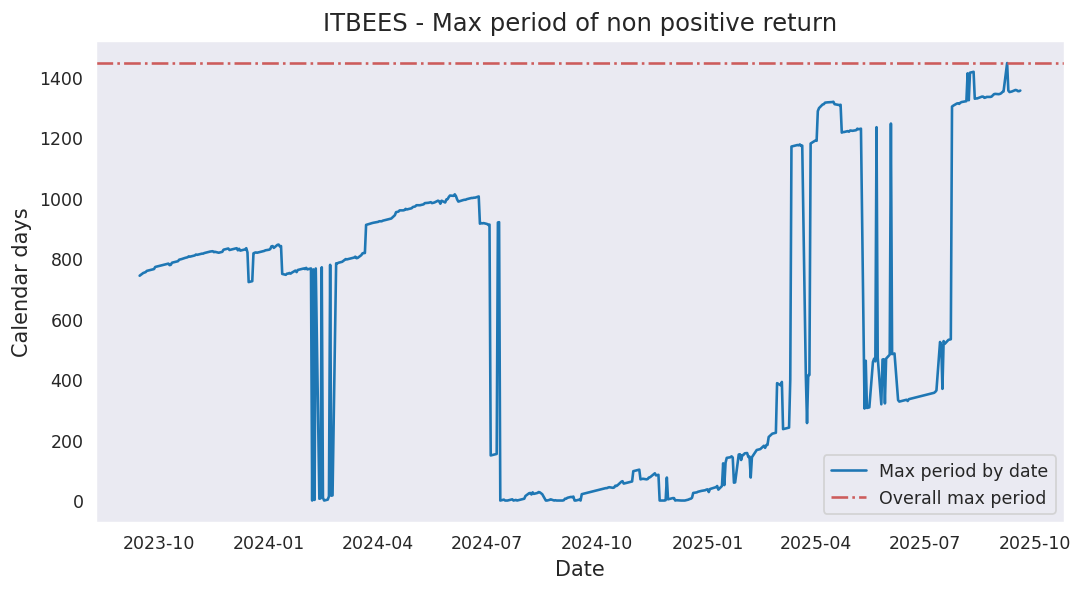 ITBEES - Max period of non positive return
Calendar days
1400
1200
1000
800
600
400
200
0
Max period by date
Overall max period
2023-10 2024-01 2024-04 2024-07 2024-10 2025-01 2025-04 2025-07 2025-10
Date